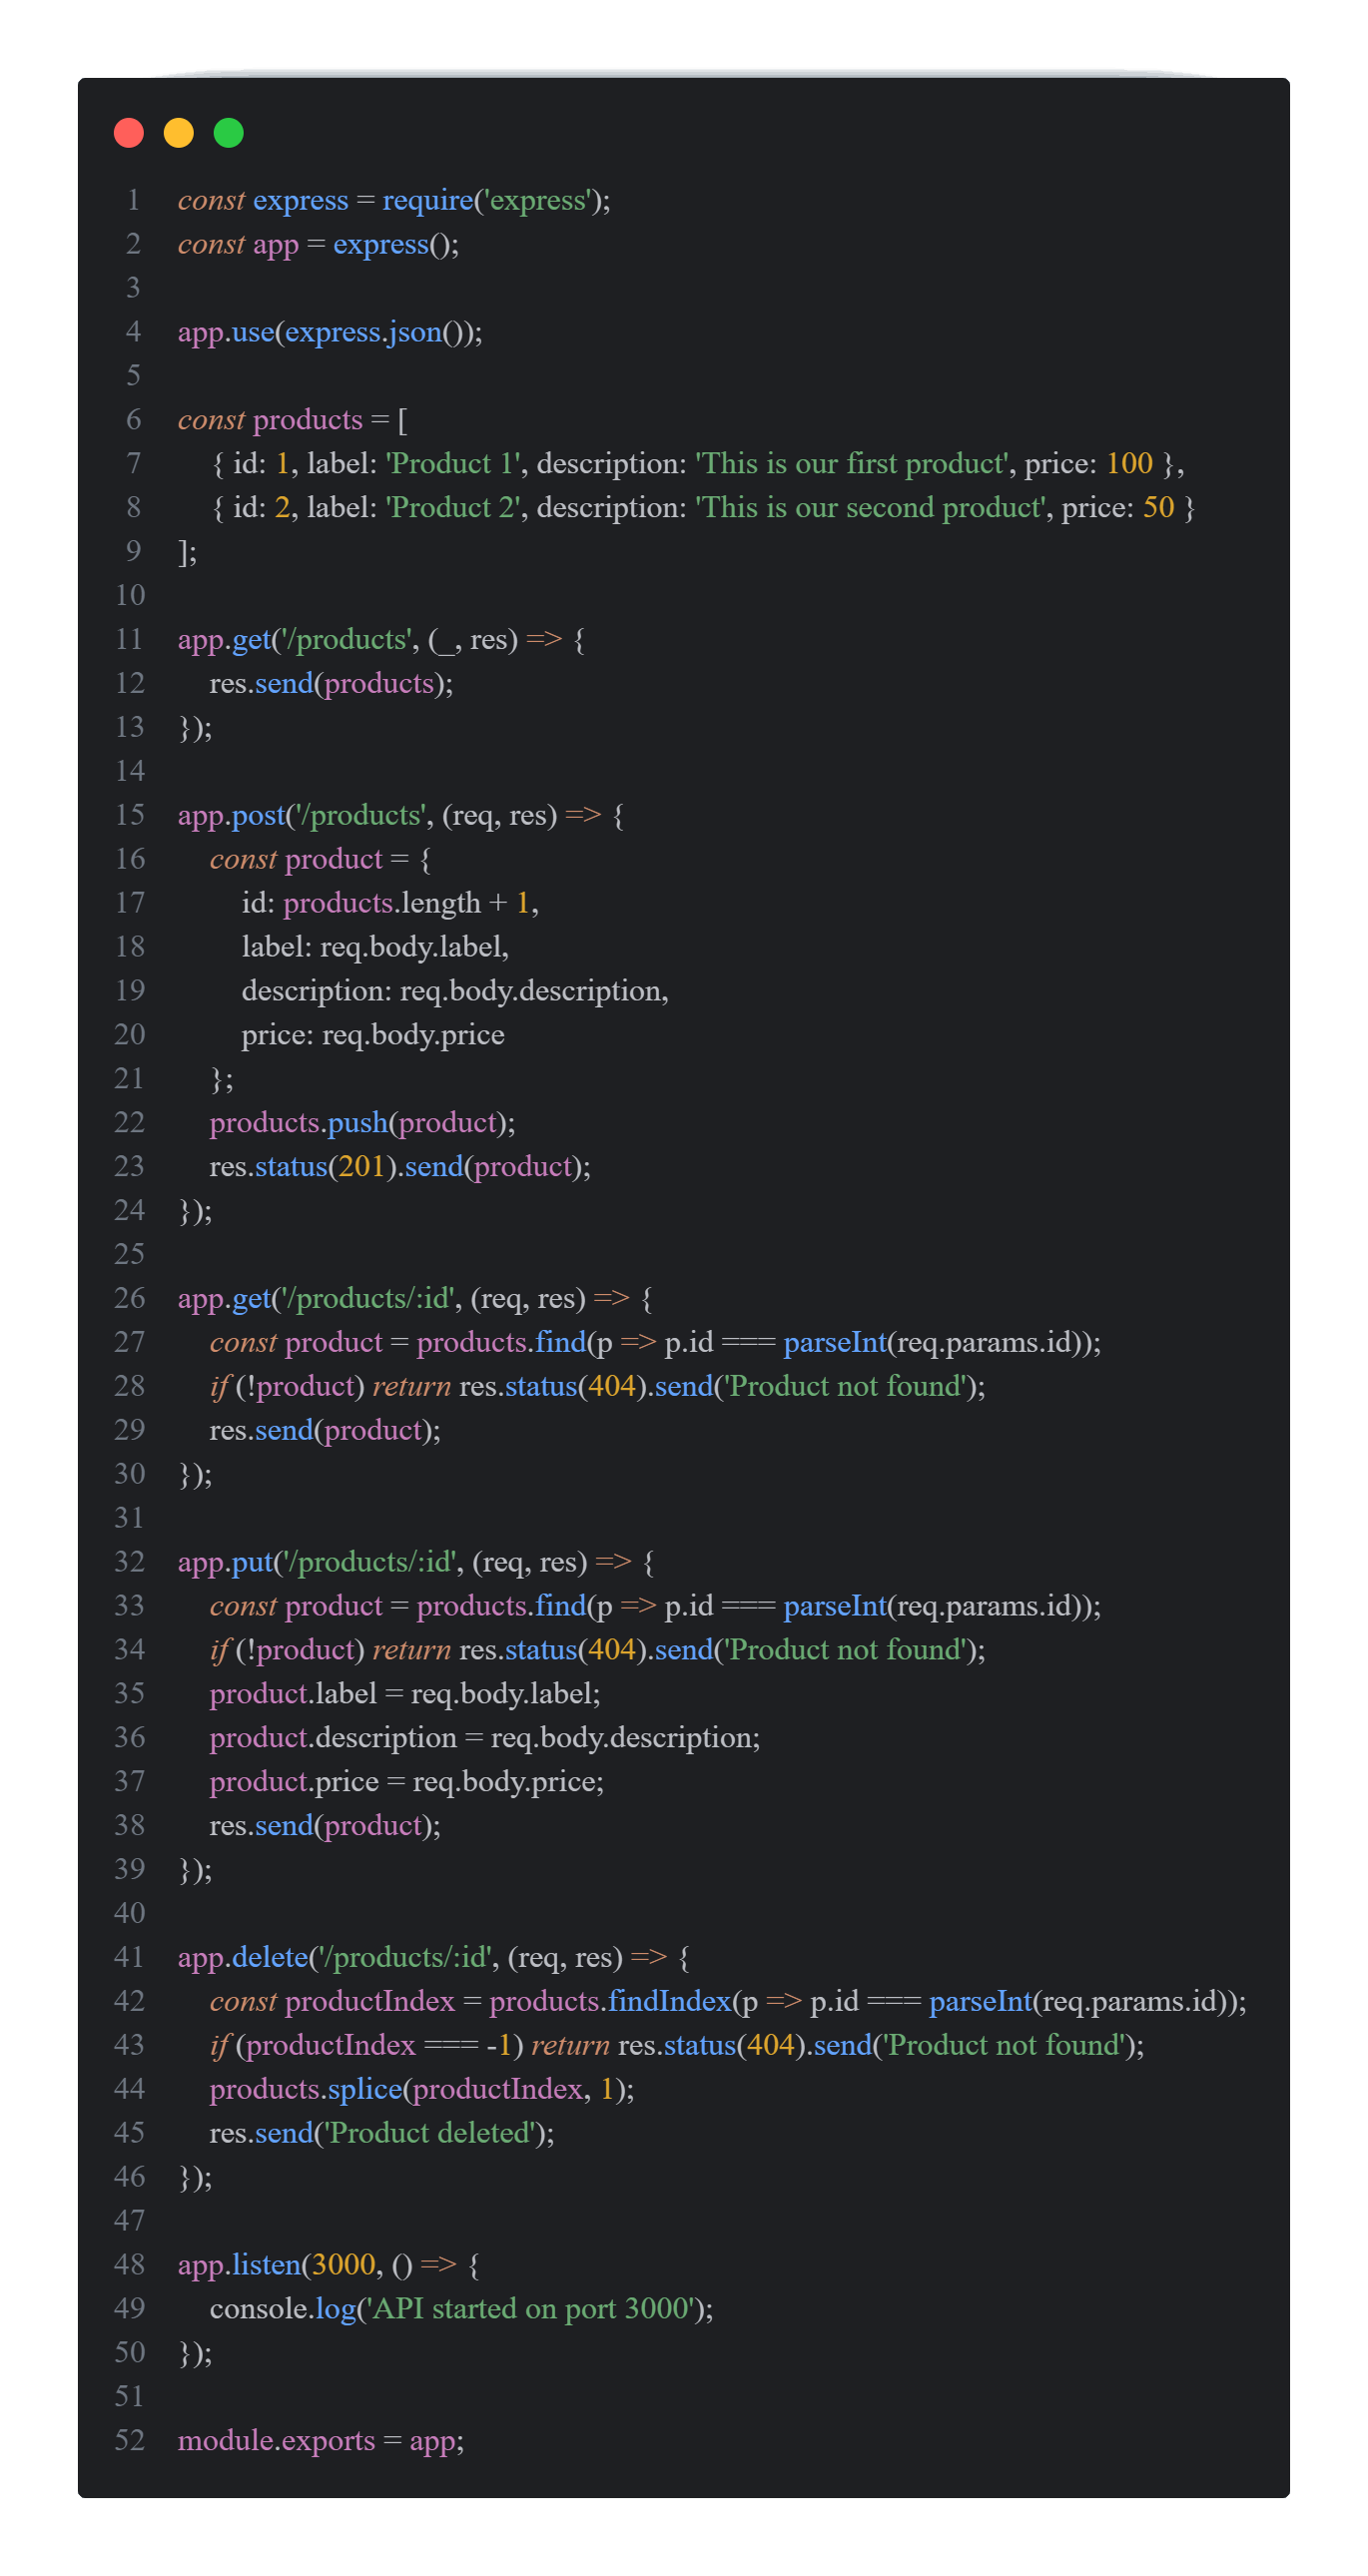 1 const express = require('express');
2 const app = express();
3
4 app.use(express.json());
5
6 const products = [
7 { id: 1, label: 'Product 1', description: 'This is our first product', price: 100 },
8 { id: 2, label: 'Product 2', description: 'This is our second product', price: 50 }
9 ];
10
11 app.get('/products', (_, res) => {
12 res.send(products);
13 });
14
15 app.post('/products', (req, res) => {
16 const product = {
17 id: products.length + 1,
18 label: req.body.label,
19 description: req.body.description,
20 price: req.body.price
21 };
22 products.push(product);
23 res.status(201).send(product);
24 });
25
26 app.get('/products/:id', (req, res) => {
27 const product = products.find(p => p.id === parseInt(req.params.id));
28 if (!product) return res.status(404).send('Product not found');
29 res.send(product);
30 });
31
32 app.put('/products/:id', (req, res) => {
33 const product = products.find(p => p.id === parseInt(req.params.id));
34 if (!product) return res.status(404).send('Product not found');
35 product.label = req.body.label;
36 product.description = req.body.description;
37 product.price = req.body.price;
38 res.send(product);
39 });
40
41 app.delete('/products/:id', (req, res) => {
42 const productIndex = products.findIndex(p => p.id === parseInt(req.params.id));
43 if (productIndex === -1) return res.status(404).send('Product not found');
44 products.splice(productIndex, 1);
45 res.send('Product deleted');
46 });
47
48 app.listen(3000, () => {
49 console.log('API started on port 3000');
50 });
51
52 module.exports = app;